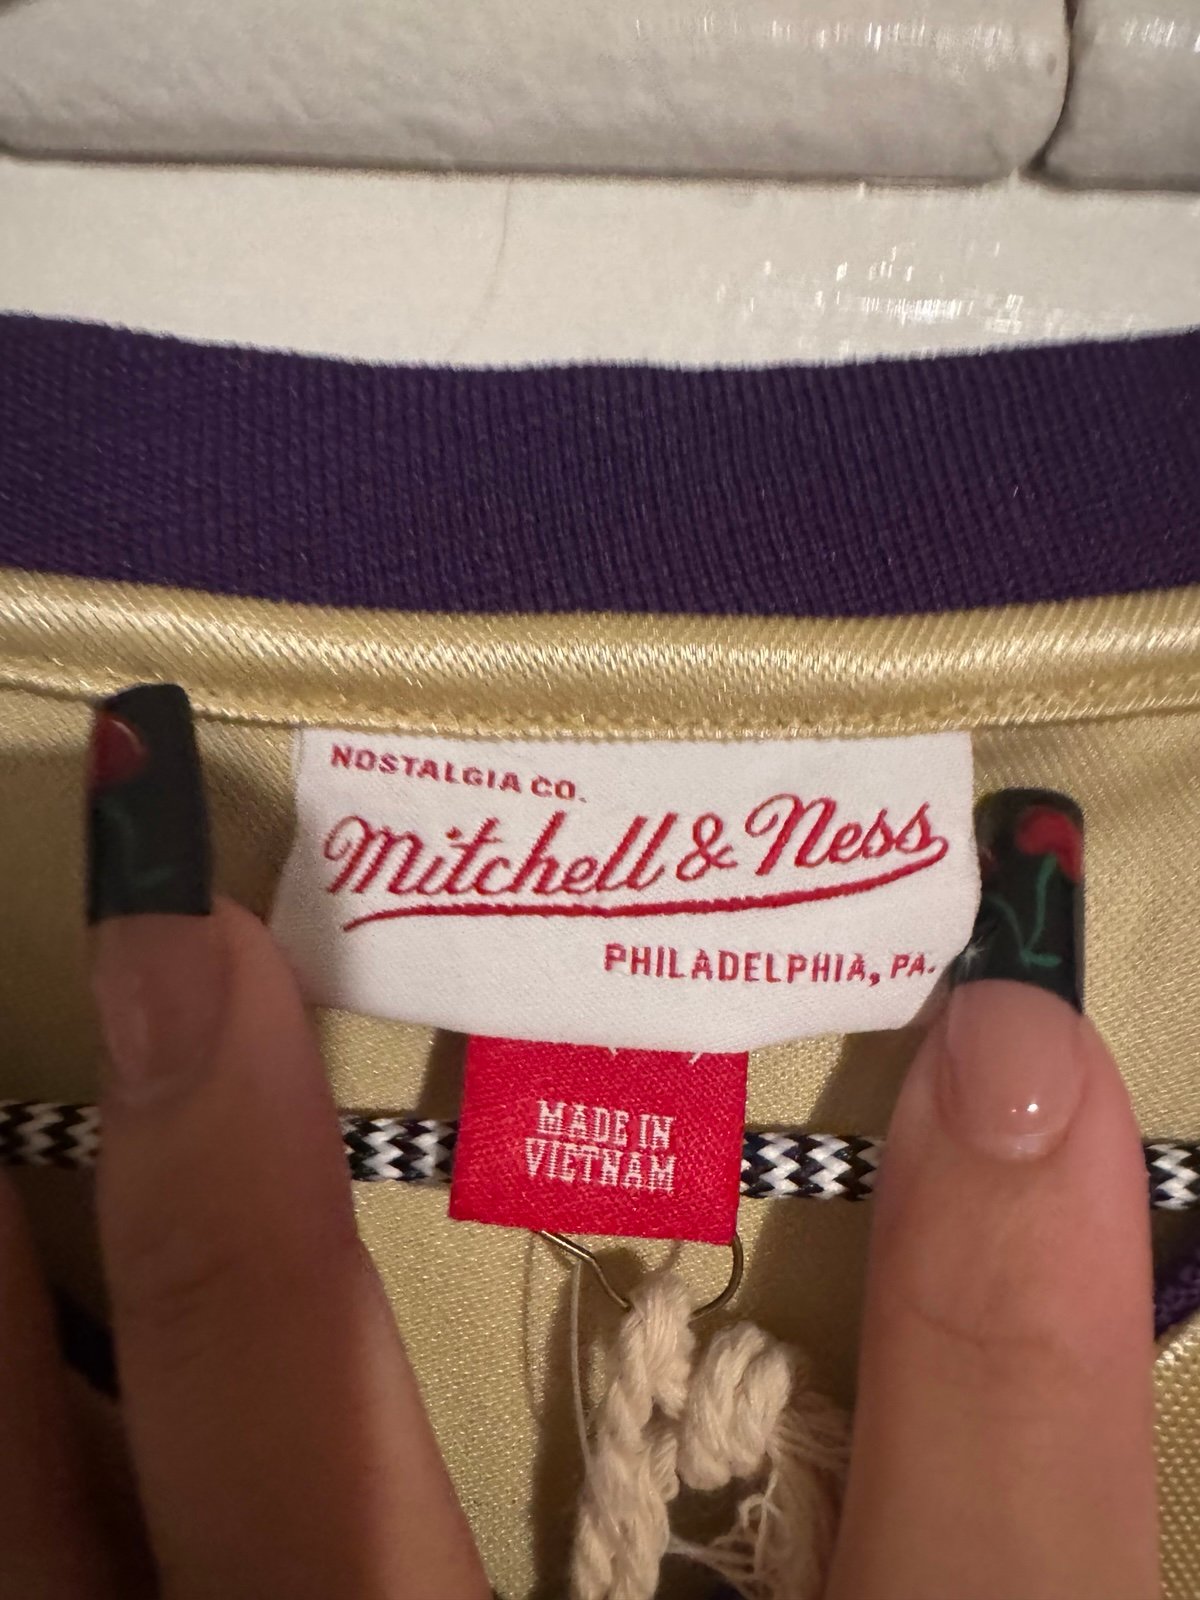 NOSTALGIA CO.
Mitchell & Ness
PHILADELPHIA, PA.
MADE IN
VIETNAM